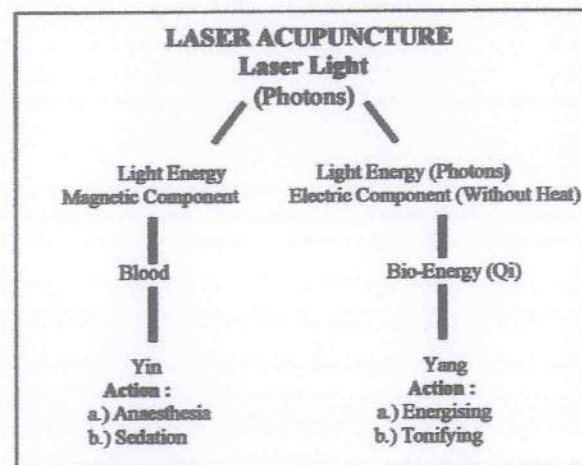 LASER ACUPUNCTURE
Laser Light
(Photons)
Light Energy
Magnetic Component
Light Energy (Photons)
Electric Component (Without Heat)
Blood
Bio-Energy (Qi)
Yin
Action :
a.) Anaesthesia
b.) Sedation
Yang
Action :
a.) Energising
b.) Tonifying